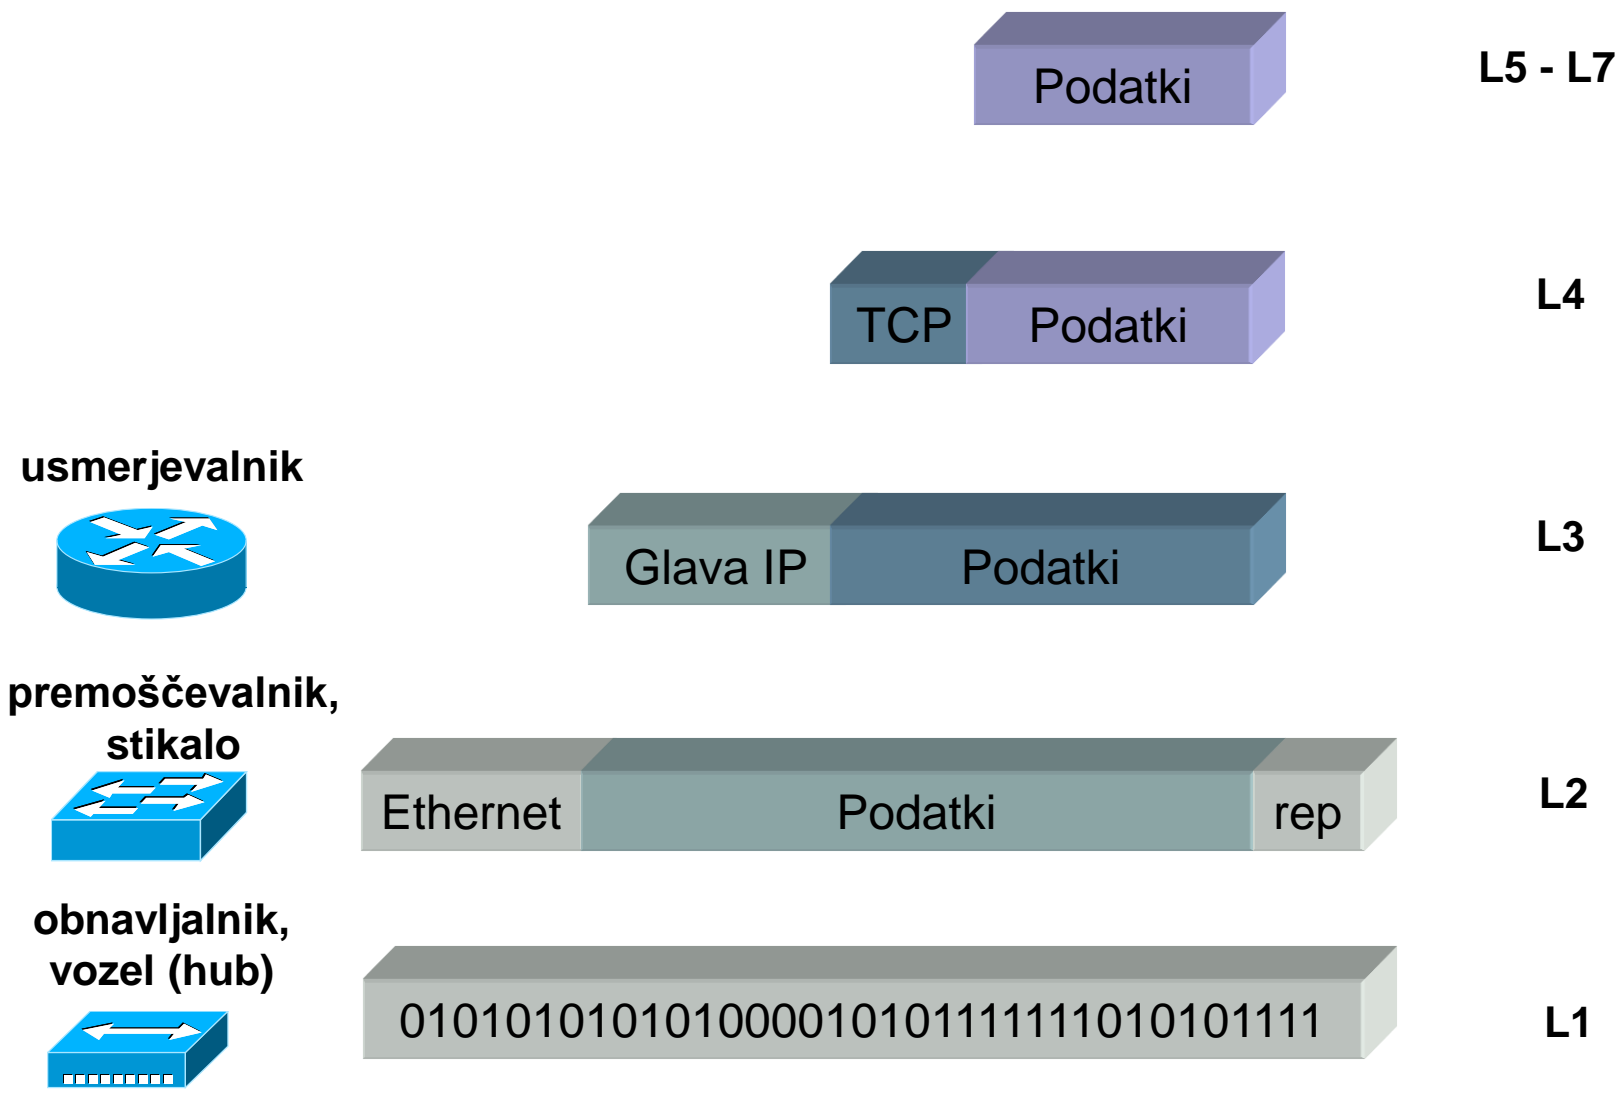 Podatki
L5 - L7
TCP
Podatki
L4
usmerjevalnik
Glava IP
Podatki
L3
premoščevalnik,
stikalo
Ethernet
Podatki
rep
L2
obnavljalnik,
vozel (hub)
010101010101000010101111111010101111
L1